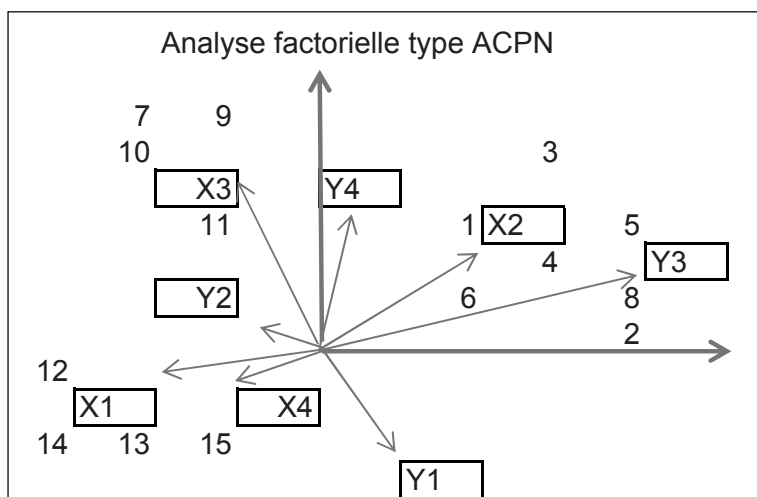 Analyse factorielle type ACPN
7 9
10 3
X3 Y4
11 1 X2 5
4 Y3
Y2 6 8
2
12
X1 X4
14 13 15
Y1